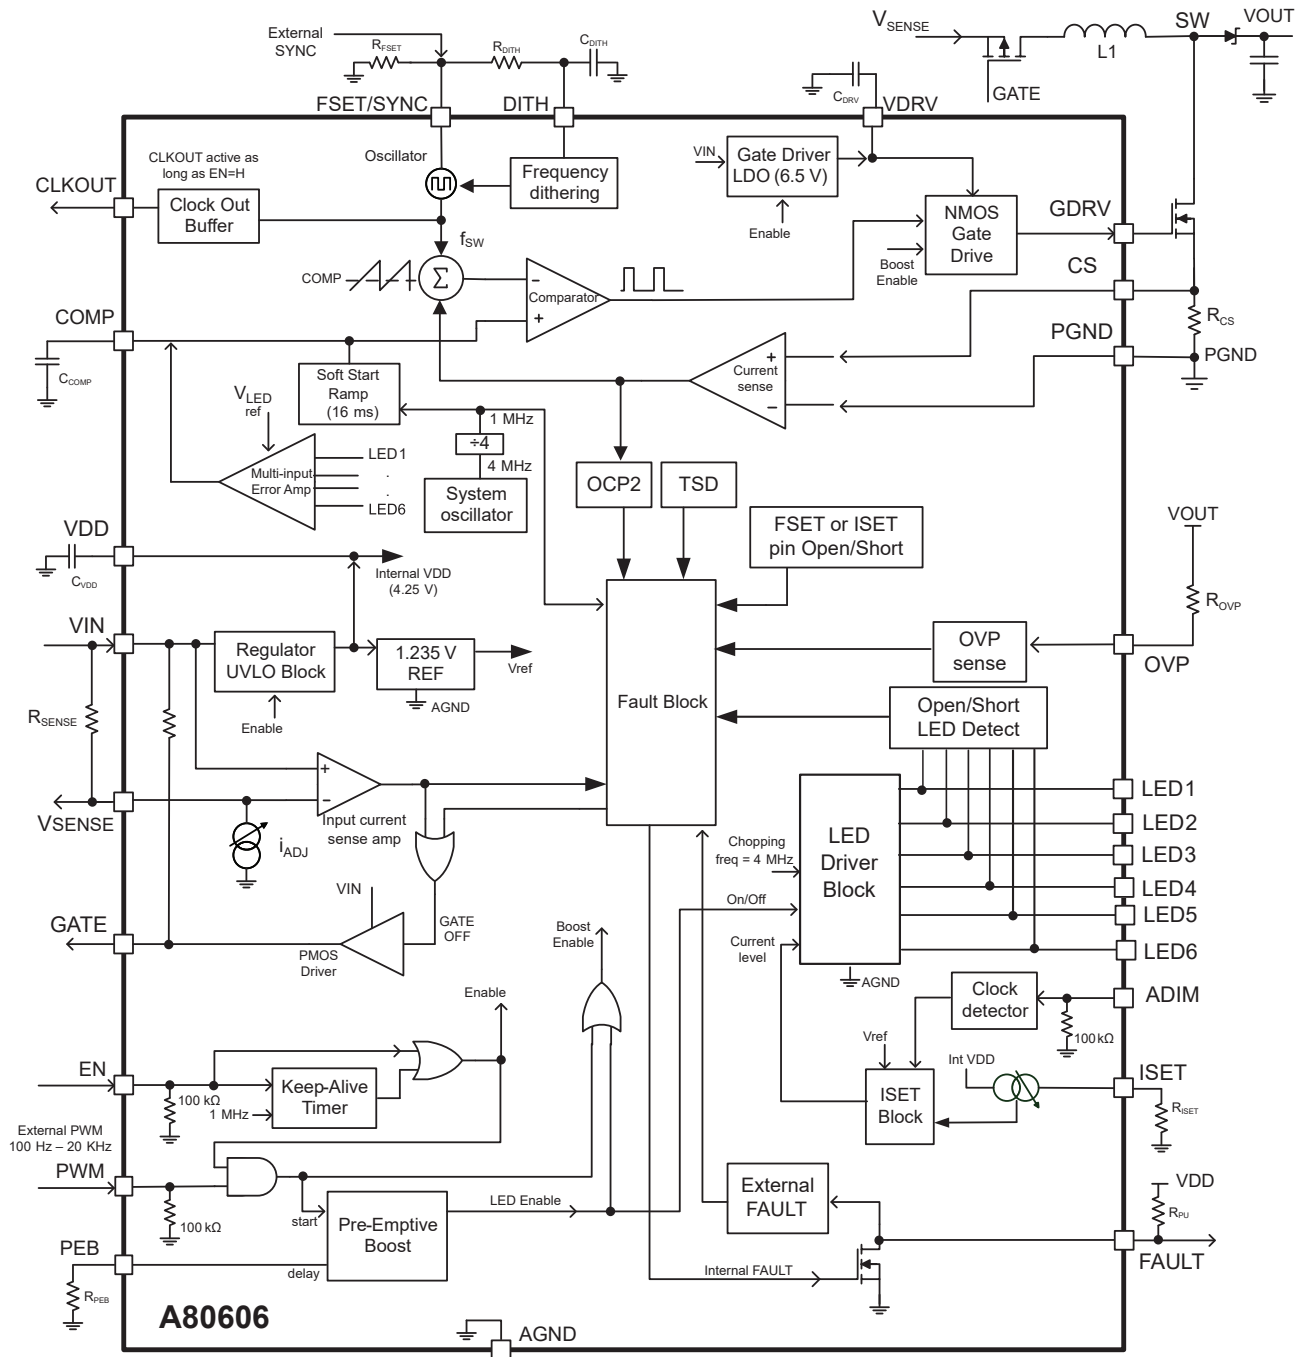 External
SYNC
RFSET
RDITH
CDITH
VSENSE
SW
VOUT
L1
GATE
CDRV
FSET/SYNC
DITH
VDRV
CLKOUT active as
long as EN=H
Oscillator
CLKOUT
Clock Out
Buffer
Frequency
dithering
VIN
Gate Driver
LDO (6.5 V)
Enable
NMOS
Gate
Drive
Boost
Enable
GDRV
fSW
COMP
Σ
−
+
Comparator
CS
RCS
COMP
CCOMP
PGND
PGND
Soft Start
Ramp
(16 ms)
+
Current
sense
−
VLED
ref
1 MHz
÷4
4 MHz
System
oscillator
Multi-input
Error Amp
LED1
.
.
LED6
OCP2
TSD
FSET or ISET
pin Open/Short
VOUT
ROVP
VDD
CVDD
Internal VDD
(4.25 V)
VIN
Regulator
UVLO Block
Enable
1.235 V
REF
Vref
AGND
Fault Block
OVP
sense
OVP
RSENSE
Open/Short
LED Detect
+
−
Input current
sense amp
VSENSE
iADJ
LED1
LED2
LED3
LED4
LED5
LED6
Chopping
freq = 4 MHz
LED
Driver
Block
On/Off
Current
level
AGND
VIN
GATE
GATE
OFF
PMOS
Driver
Boost
Enable
Enable
Clock
detector
ADIM
100 kΩ
Vref
Int VDD
ISET
Block
ISET
RISET
EN
100 kΩ
Keep-Alive
Timer
1 MHz
External PWM
100 Hz – 20 KHz
PWM
100 kΩ
start
Pre-Emptive
Boost
delay
LED Enable
PEB
RPEB
External
FAULT
VDD
RPU
FAULT
Internal FAULT
A80606
AGND